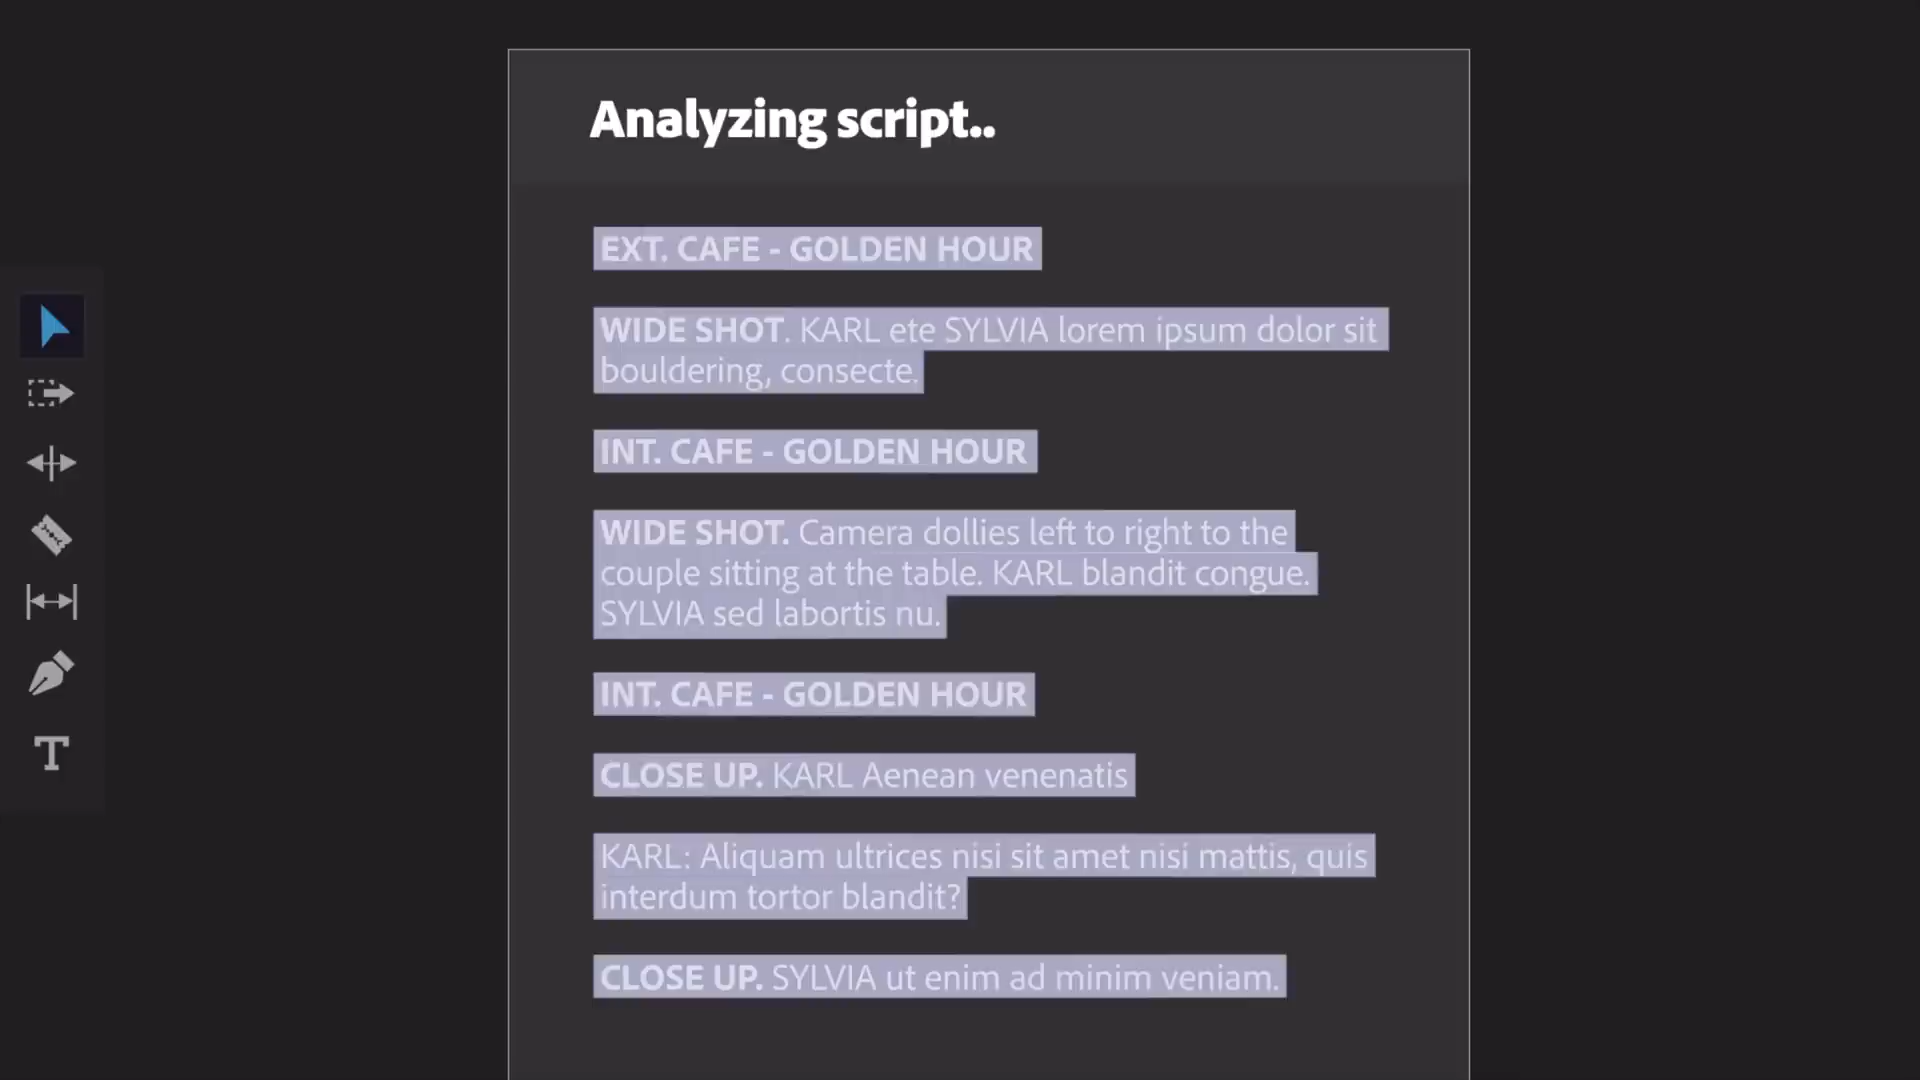 Analyzing script..
EXT. CAFE - GOLDEN HOUR
WIDE SHOT. KARL ete SYLVIA lorem ipsum dolor sit
bouldering, consecte.
INT. CAFE - GOLDEN HOUR
WIDE SHOT. Camera dollies left to right to the
couple sitting at the table. KARL blandit congue.
SYLVIA sed labortis nu.
INT. CAFE - GOLDEN HOUR
CLOSE UP. KARL Aenean venenatis
KARL: Aliquam ultrices nisi sit amet nisi mattis, quis
interdum tortor blandit?
CLOSE UP. SYLVIA ut enim ad minim veniam.